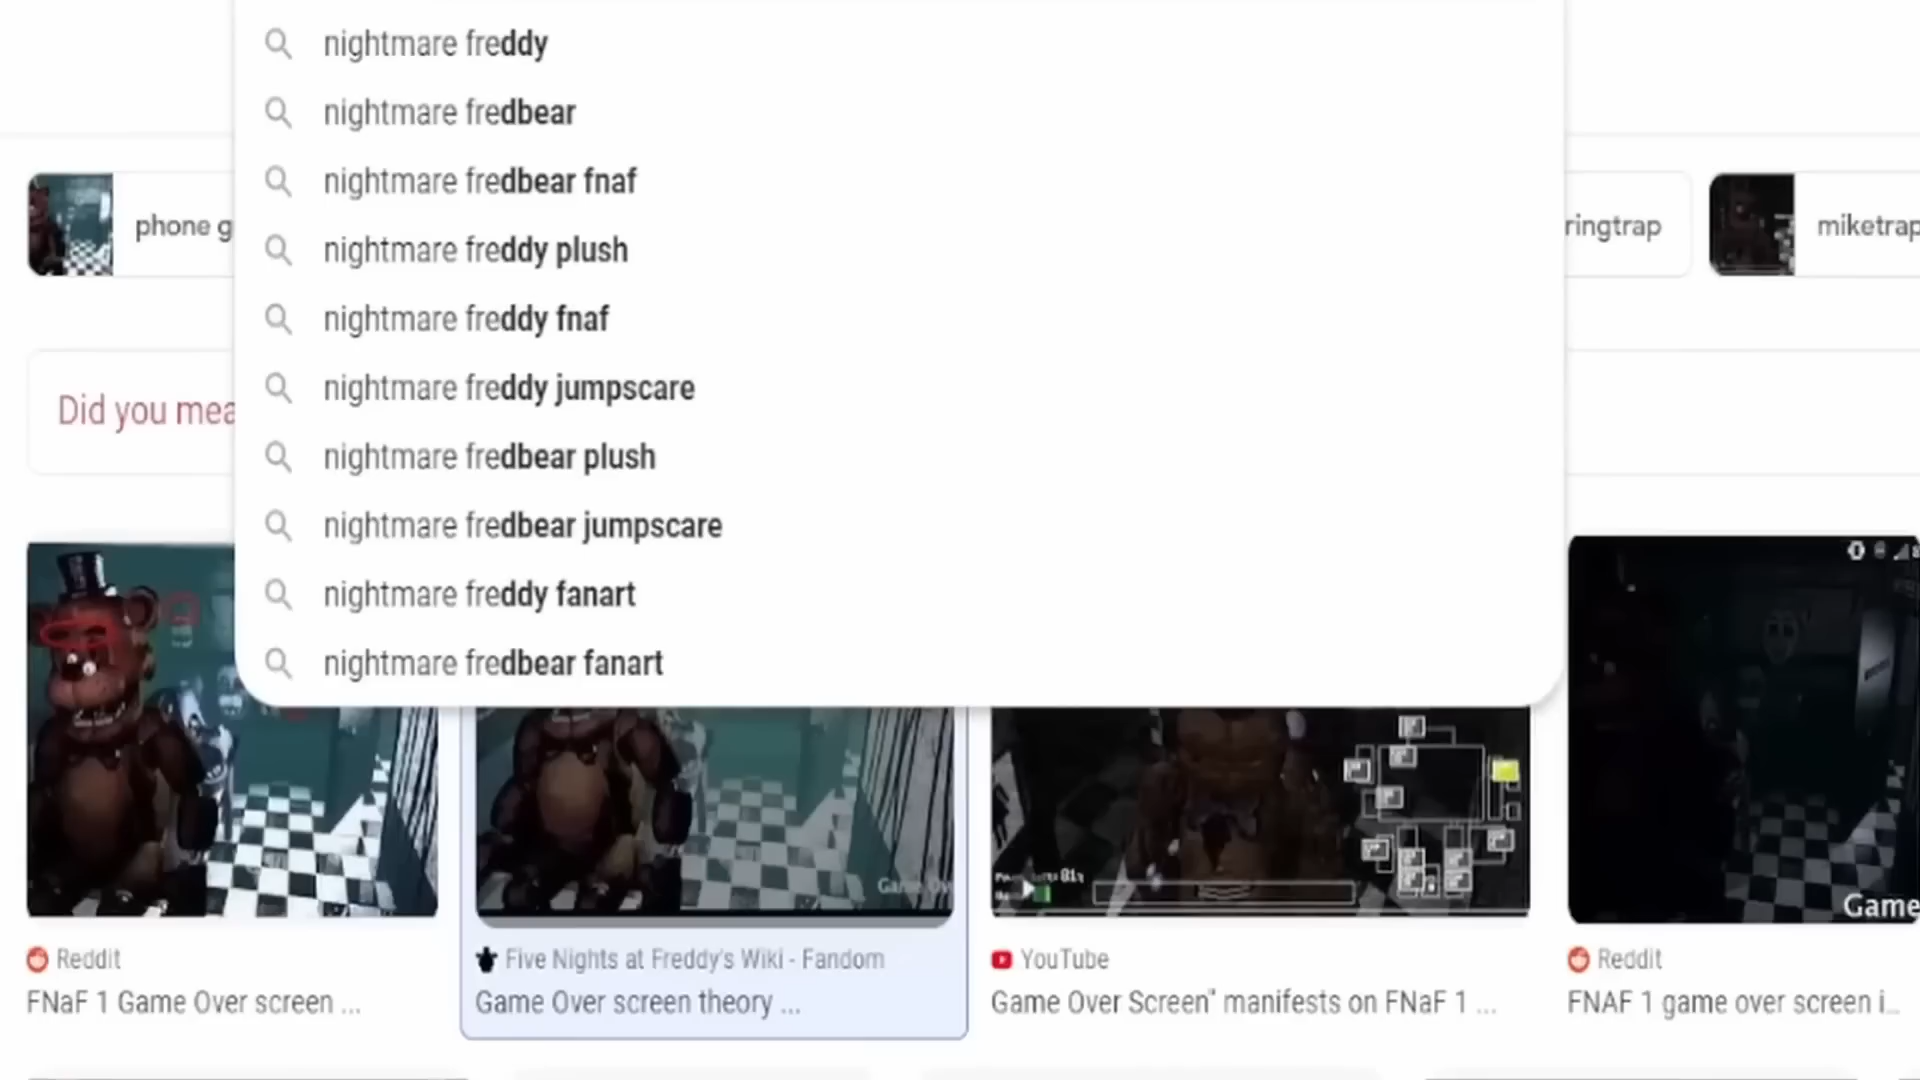 nightmare freddy
nightmare fredbear
nightmare fredbear fnaf
nightmare freddy plush
nightmare freddy fnaf
nightmare freddy jumpscare
nightmare fredbear plush
nightmare fredbear jumpscare
nightmare freddy fanart
nightmare fredbear fanart
phone g
ringtrap
miketrap
Did you mea
Game Ov
81%
Game
Reddit
FNaF 1 Game Over screen ...
Five Nights at Freddy's Wiki - Fandom
Game Over screen theory ...
YouTube
Game Over Screen" manifests on FNaF 1 ...
Reddit
FNAF 1 game over screen i...